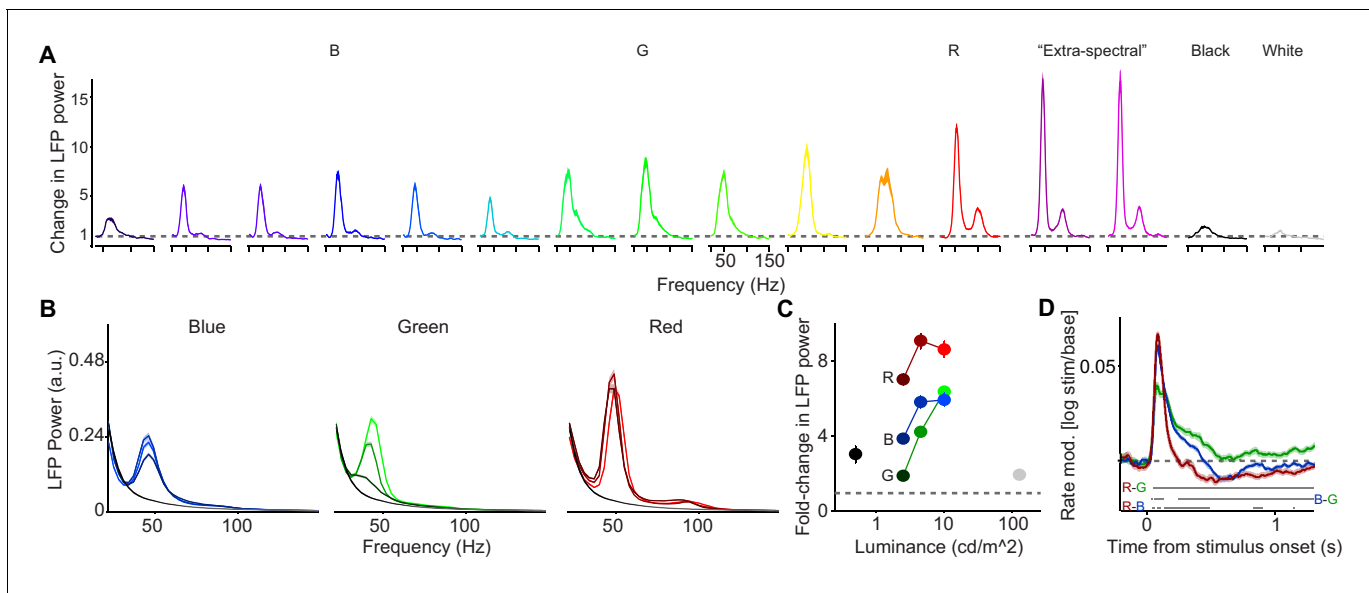 A
B
G
R
“Extra-spectral”
Black
White
Change in LFP power
15
10
5
1
50
150
Frequency (Hz)
B
Blue
Green
Red
LFP Power (a.u.)
0.48
0.24
0
50
100
50
100
50
100
Frequency (Hz)
C
Fold-change in LFP power
8
4
0
R
B
G
1
10
100
Luminance (cd/m^2)
D
Rate mod. [log stim/base]
0.05
R-G
B-G
R-B
0
1
Time from stimulus onset (s)